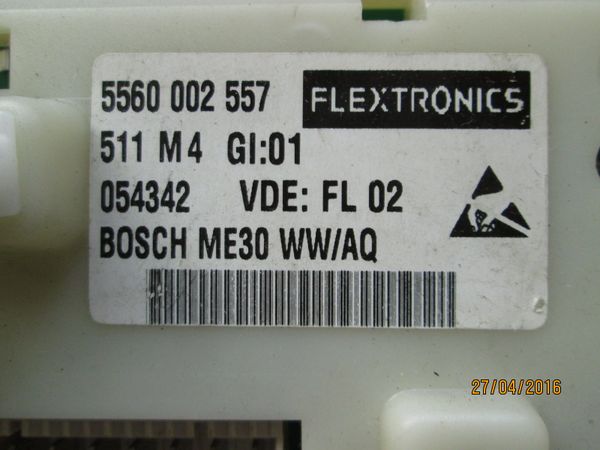 5560 002 557 FLEXTRONICS
511 M4 GI:01
054342 VDE: FL 02
BOSCH ME30 WW/AQ
27/04/2016